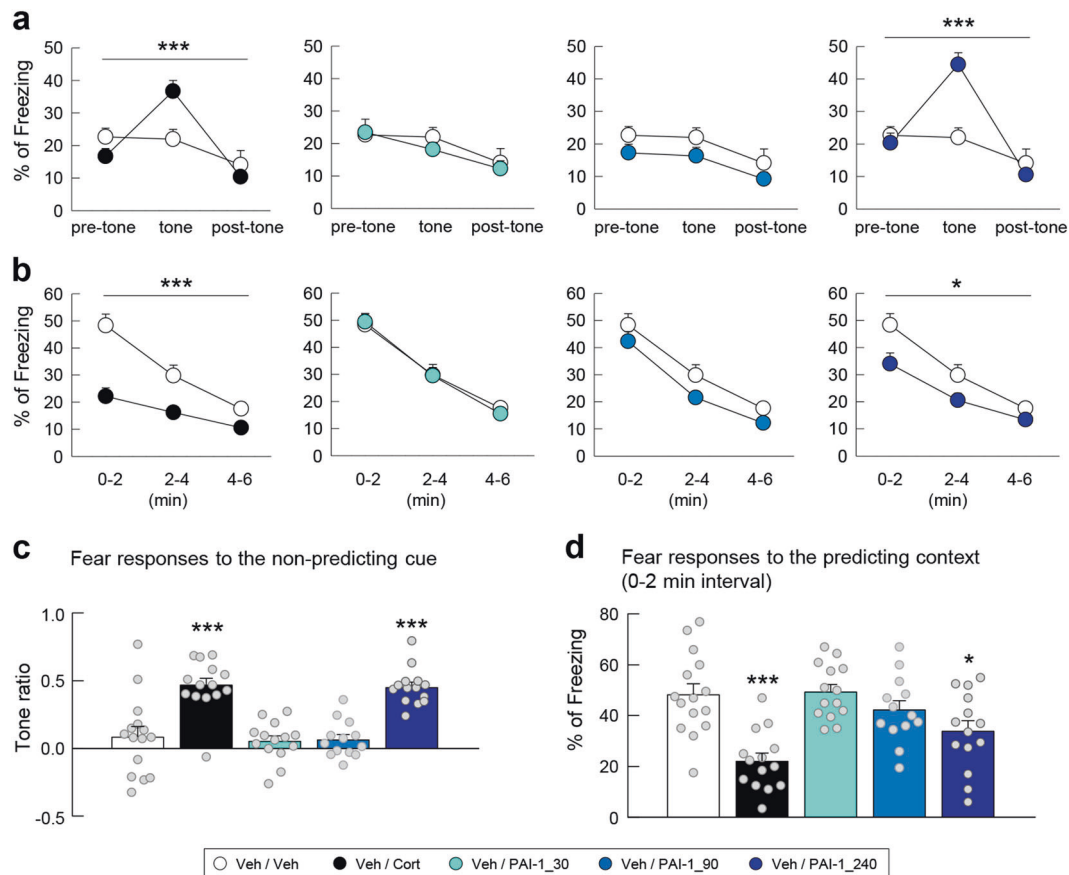 a
***
***
50
40
30
20
10
0
50
40
30
20
10
0
50
40
30
20
10
0
50
40
30
20
10
0
% of Freezing
pre-tone tone post-tone
pre-tone tone post-tone
pre-tone tone post-tone
pre-tone tone post-tone
b
***
*
60
50
40
30
20
10
0
60
50
40
30
20
10
0
60
50
40
30
20
10
0
60
50
40
30
20
10
0
% of Freezing
0-2 2-4 4-6
(min)
0-2 2-4 4-6
(min)
0-2 2-4 4-6
(min)
0-2 2-4 4-6
(min)
c
Fear responses to the non-predicting cue
Tone ratio
1.0
0.5
0.0
-0.5
***
***
d
Fear responses to the predicting context
(0-2 min interval)
% of Freezing
80
60
40
20
0
***
*
Veh / Veh Veh / Cort Veh / PAI-1_30 Veh / PAI-1_90 Veh / PAI-1_240